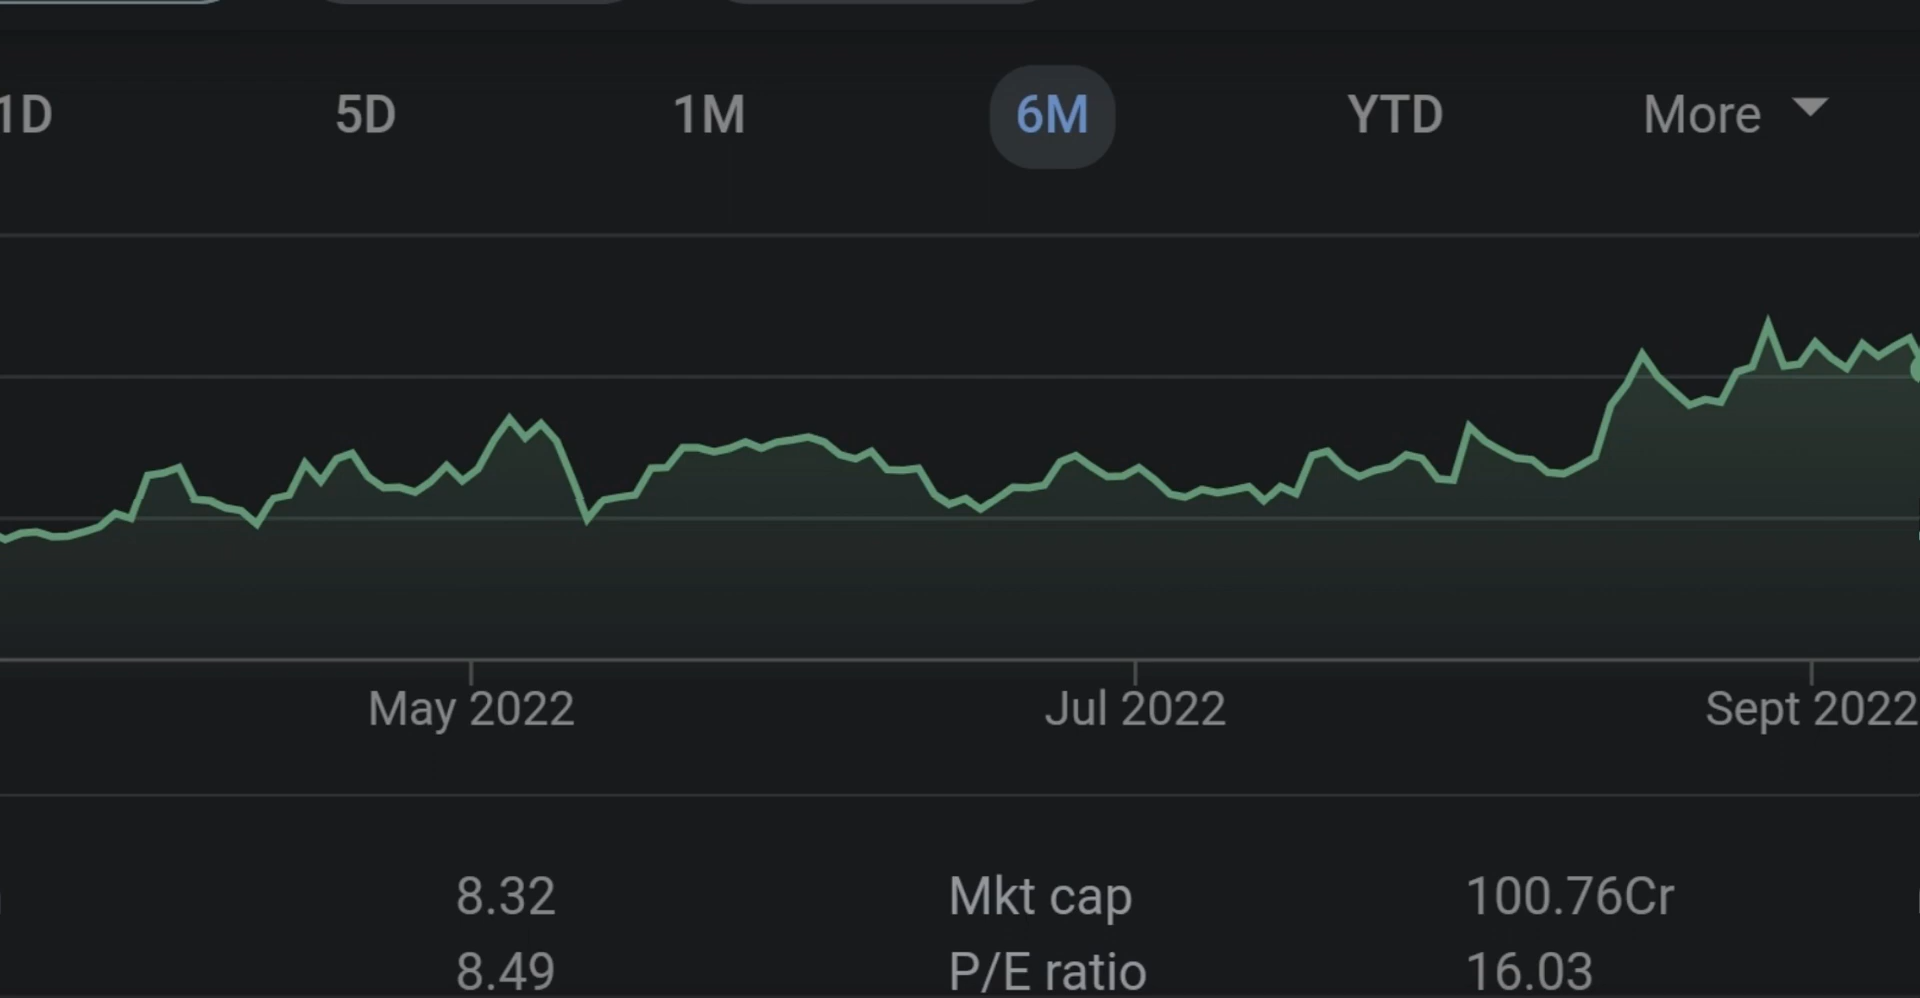 1D 5D 1M 6M YTD More
May 2022 Jul 2022 Sept 2022
8.32 Mkt cap 100.76Cr
8.49 P/E ratio 16.03